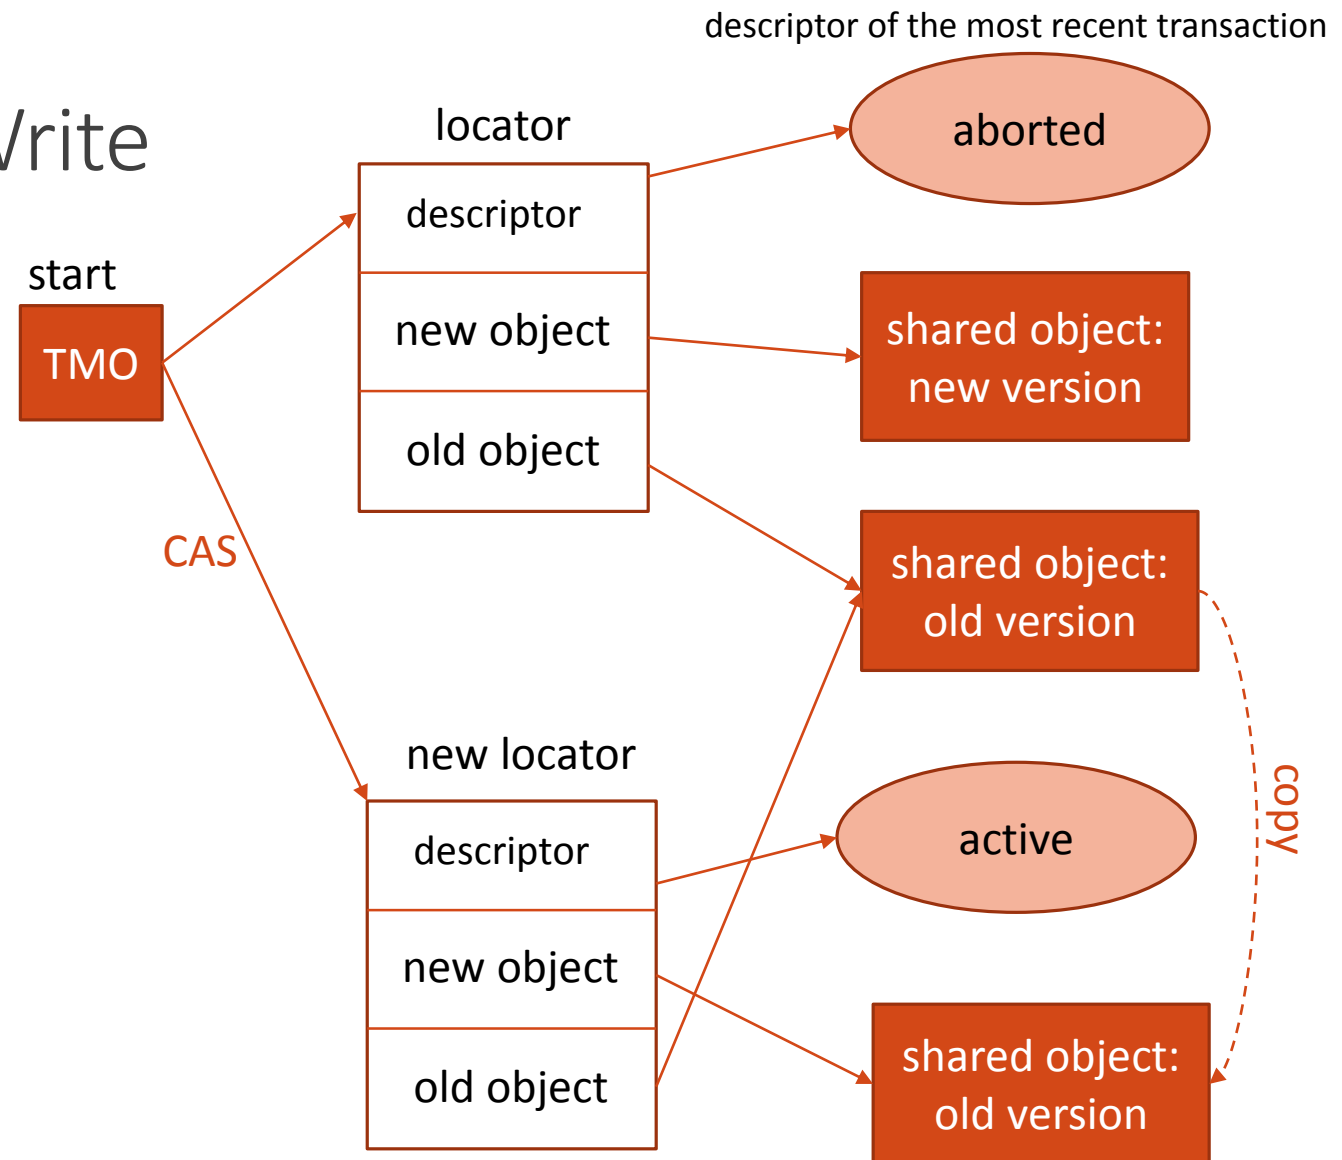 descriptor of the most recent transaction
Write
locator
aborted
descriptor
start
TMO
new object
shared object:
new version
old object
CAS
shared object:
old version
new locator
copy
descriptor
active
new object
old object
shared object:
old version